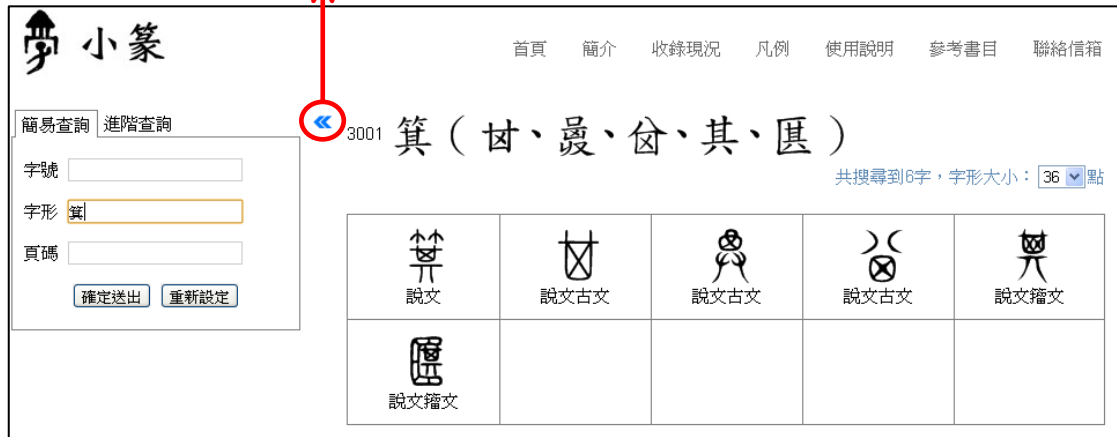 小篆
首頁 簡介 收錄現況 凡例 使用說明 參考書目 聯絡信箱
簡易查詢 進階查詢
字號
字形 箕
頁碼
確定送出 重新設定
3001 箕（𠀠、𠔋、𠔛、其、匷）
共搜尋到6字，字形大小： 36 點
說文 說文古文 說文古文 說文古文 說文籀文
說文籀文